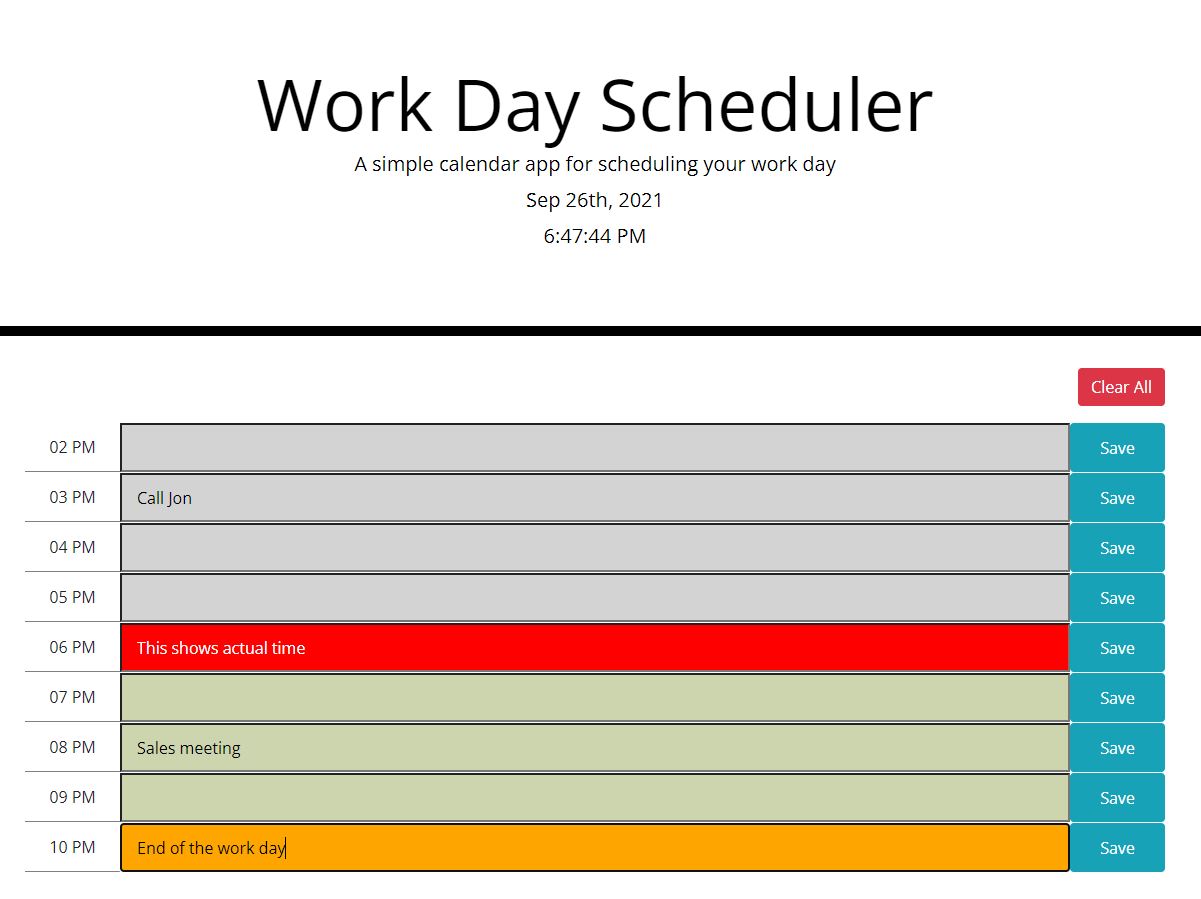 Work Day Scheduler
A simple calendar app for scheduling your work day
Sep 26th, 2021
6:47:44 PM
Clear All
02 PM Save
03 PM Call Jon Save
04 PM Save
05 PM Save
06 PM This shows actual time Save
07 PM Save
08 PM Sales meeting Save
09 PM Save
10 PM End of the work day Save